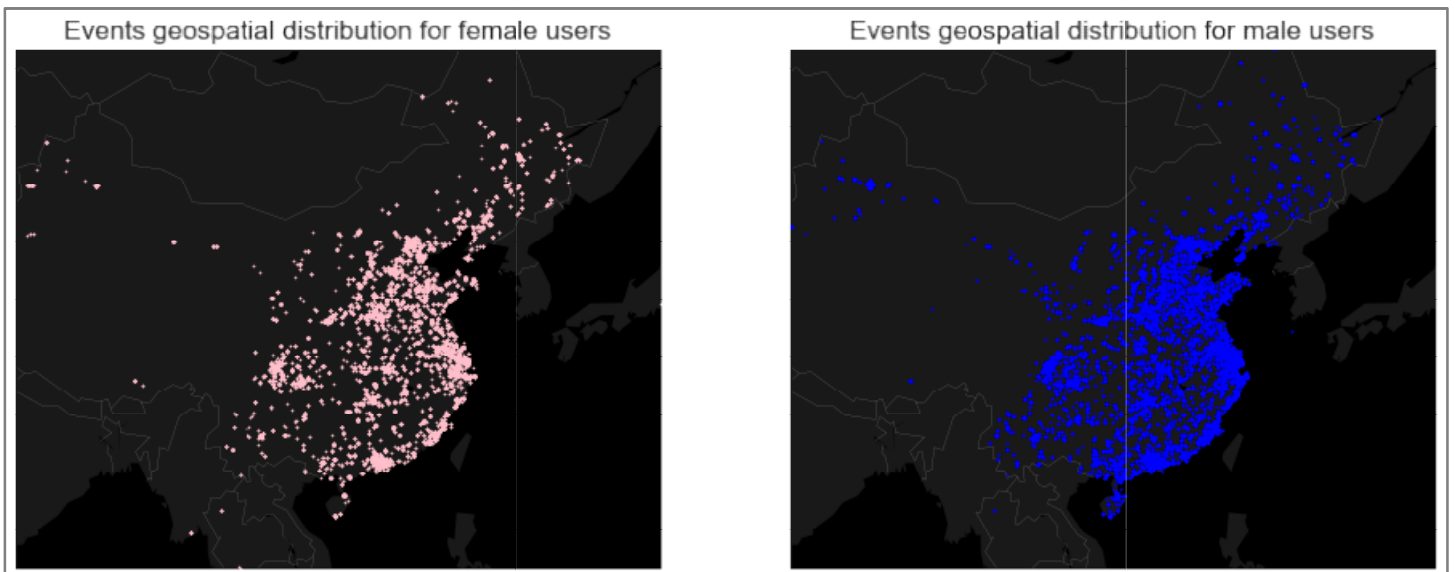 Events geospatial distribution for female users
Events geospatial distribution for male users